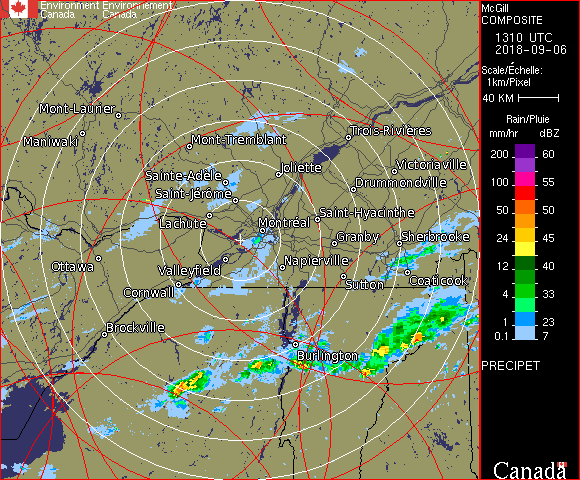 Environment Environnement
Canada Canada
McGill
COMPOSITE
1310 UTC
2018-09-06
Scale/Échelle:
1km/Pixel
40 KM
Rain/Pluie
mm/hr dBZ
200 60
100 55
50 50
24 45
12 40
4 33
1 23
0.1 7
PRECIPET
Mont-Laurier
Maniwaki
Mont-Tremblant
Trois-Rivières
Joliette
Victoriaville
Sainte-Adèle
Drummondville
Saint-Jérôme
Lachute
Saint-Hyacinthe
Montréal
Granby
Sherbrooke
Ottawa
Valleyfield
Napierville
Cornwall
Sutton
Coaticook
Brockville
Burlington
Canada